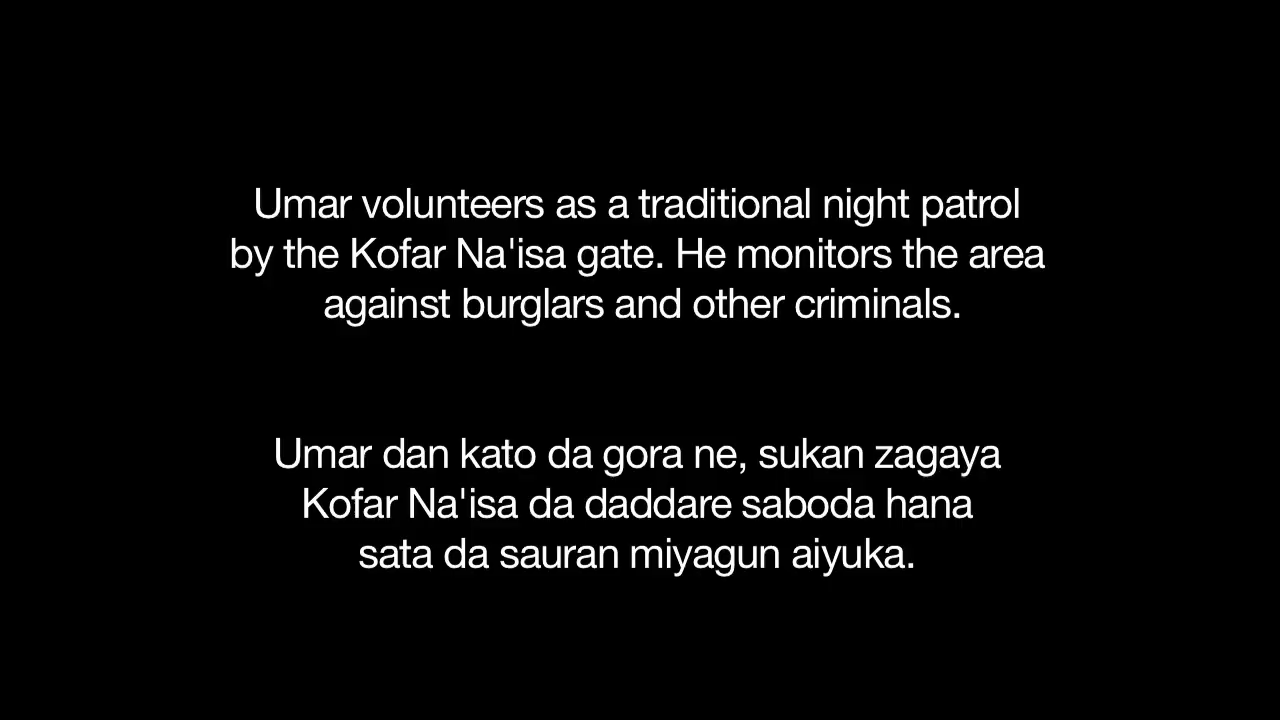 Umar volunteers as a traditional night patrol
by the Kofar Na'isa gate. He monitors the area
against burglars and other criminals.
Umar dan kato da gora ne, sukan zagaya
Kofar Na'isa da daddare saboda hana
sata da sauran miyagun aiyuka.